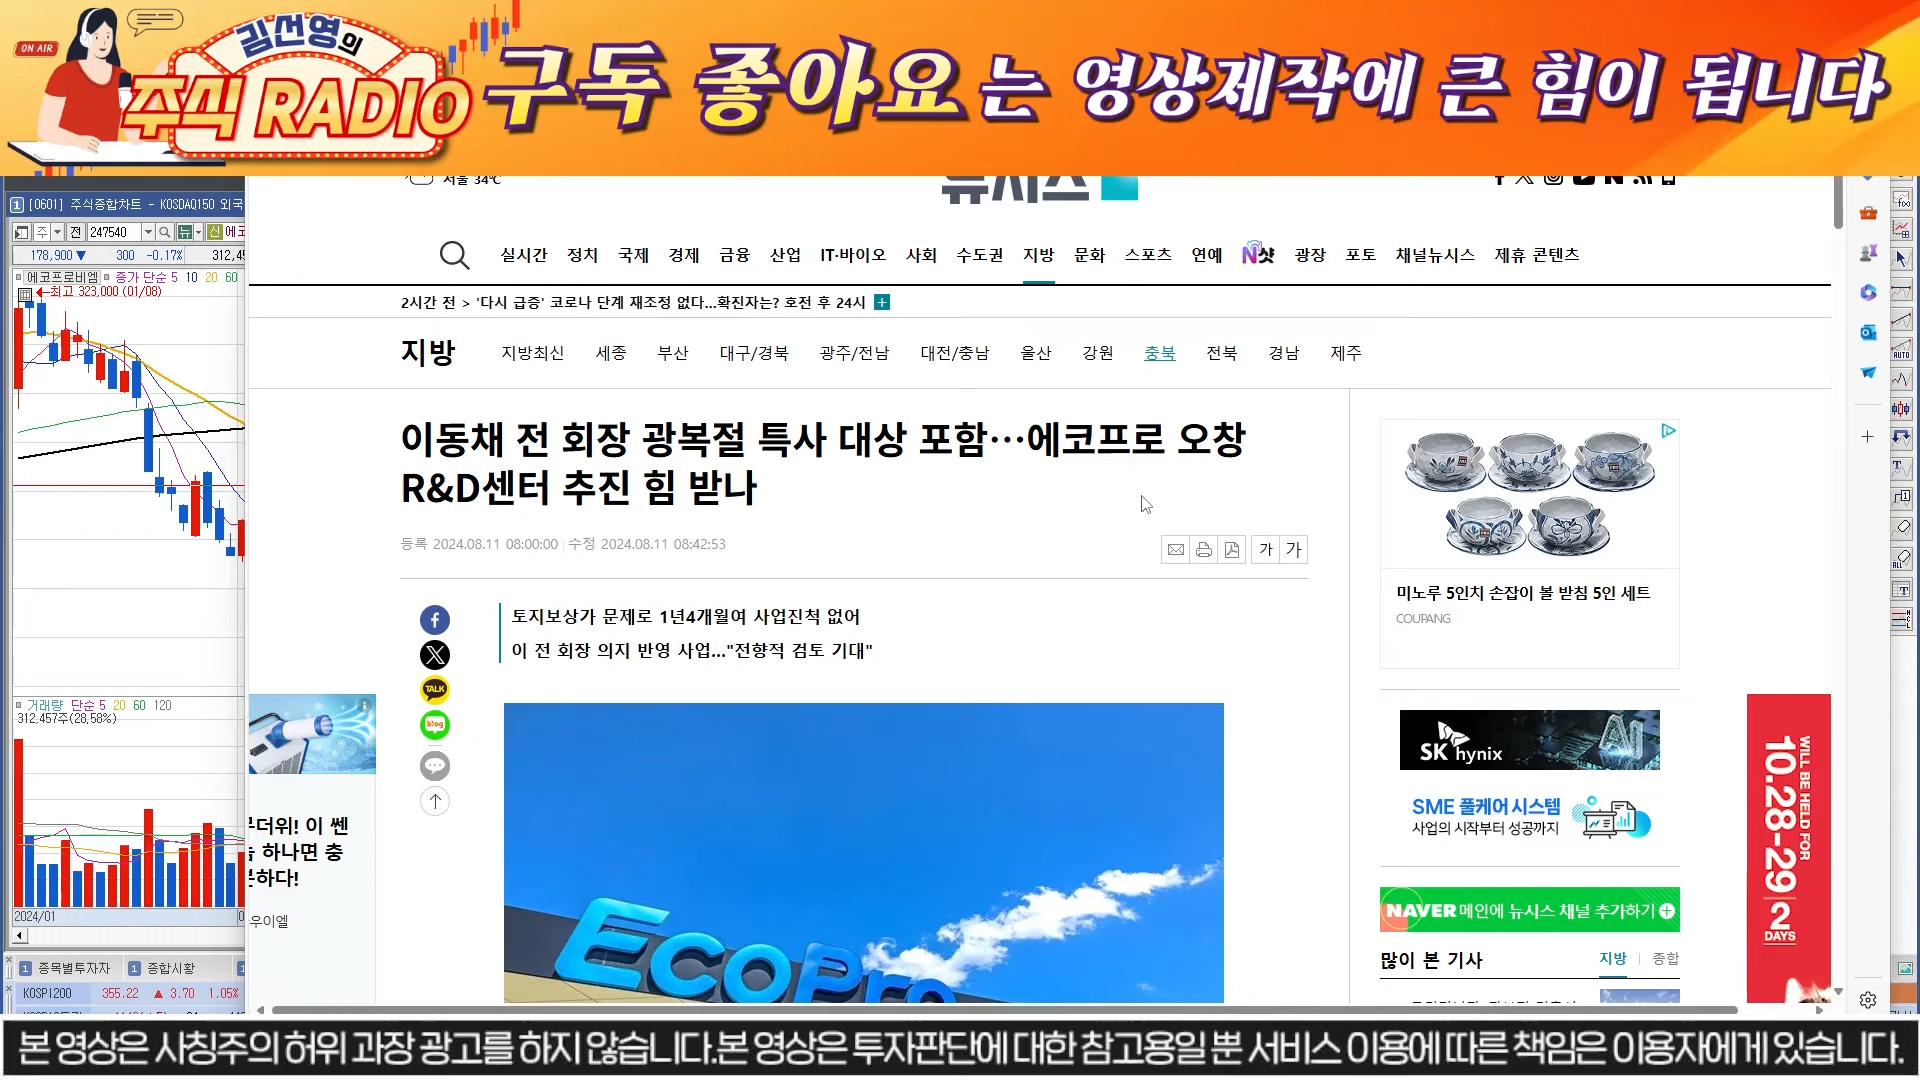 ON AIR
김선영의
주식 RADIO
구독 좋아요는 영상제작에 큰 힘이 됩니다
서울 34℃
뉴시스
1 [0601] 주식종합차트 - KOSDAQ150 외국
주 전 247540 뉴 신 에코
178,900 ▼ 300 -0.17% 312,45
에코프로비엠 종가 단순 5 10 20 60
최고 323,000 (01/08)
거래량 단순 5 20 60 120
312,457주(28,58%)
2024/01
1 종목별투자자 1 종합시황 1
KOSPI200 355.22 ▲ 3.70 1.05%
실시간 정치 국제 경제 금융 산업 IT·바이오 사회 수도권 지방 문화 스포츠 연예 N샷 광장 포토 채널뉴시스 제휴 콘텐츠
2시간 전 > '다시 급증' 코로나 단계 재조정 없다...확진자는? 호전 후 24시 +
지방
지방최신 세종 부산 대구/경북 광주/전남 대전/충남 울산 강원 충북 전북 경남 제주
이동채 전 회장 광복절 특사 대상 포함…에코프로 오창
R&D센터 추진 힘 받나
등록 2024.08.11 08:00:00 | 수정 2024.08.11 08:42:53
가 가
토지보상가 문제로 1년4개월여 사업진척 없어
이 전 회장 의지 반영 사업..."전향적 검토 기대"
TALK
blog
EcoPro
더위! 이 쎈
하나면 충
하다!
우이엘
미노루 5인치 손잡이 볼 받침 5인 세트
COUPANG
SK hynix
AI
SME 풀케어 시스템
사업의 시작부터 성공까지
NAVER 메인에 뉴시스 채널 추가하기 +
많이 본 기사
지방 | 종합
WILL BE HELD FOR
10.28-29
2
DAYS
f(x)
AUTO
ALL
본 영상은 사칭주의 허위 과장 광고를 하지 않습니다.본 영상은 투자판단에 대한 참고용일 뿐 서비스 이용에 따른 책임은 이용자에게 있습니다.